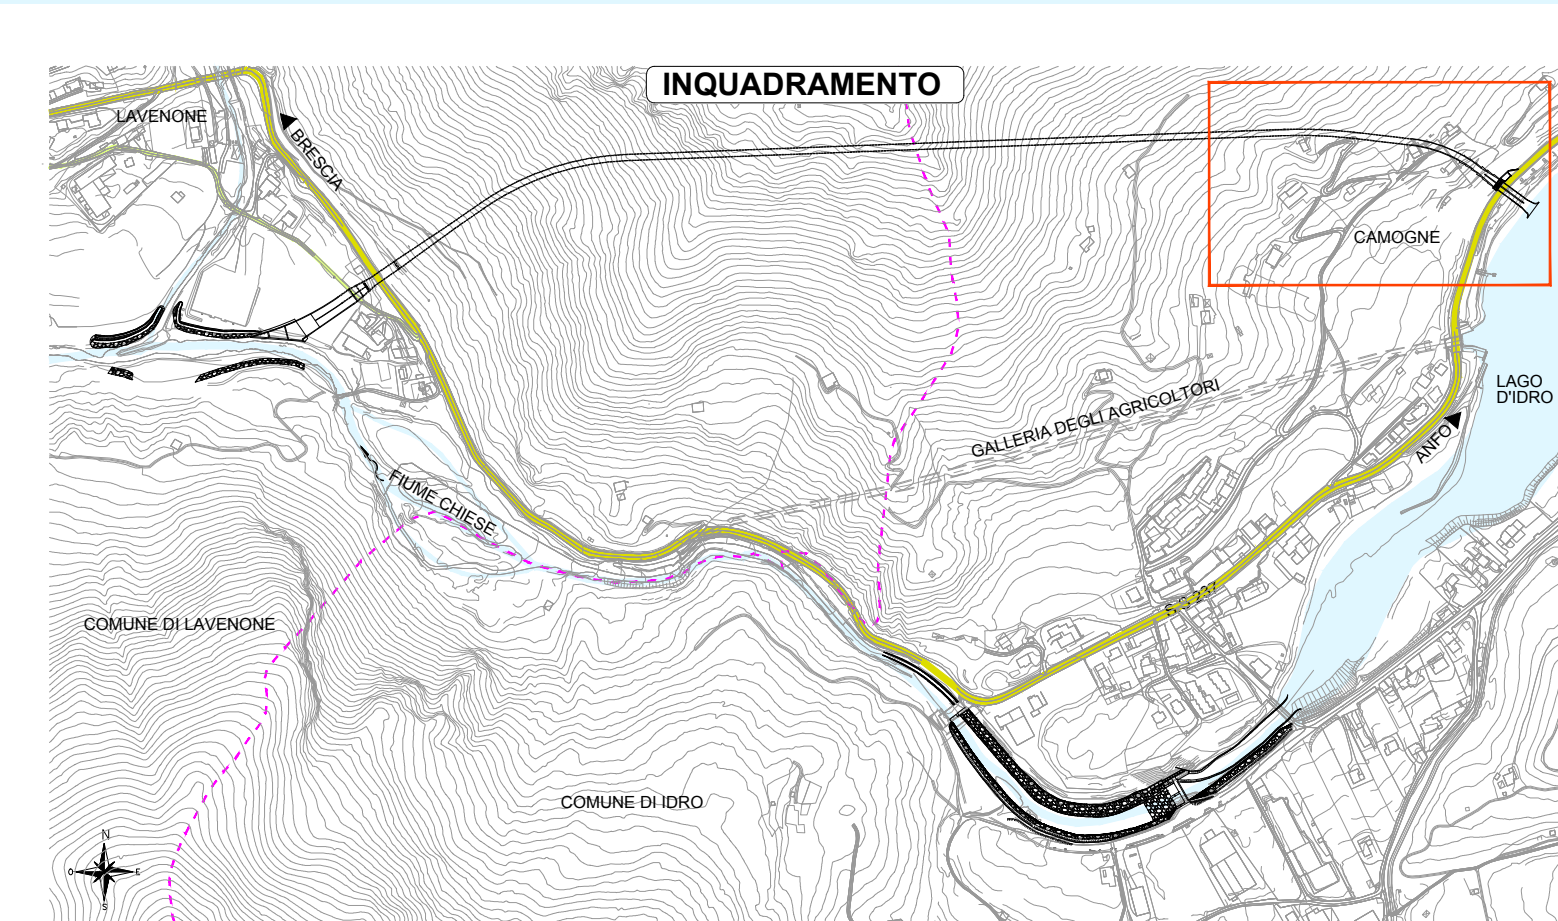 INQUADRAMENTO
LAVENONE
BRESCIA
CAMOGNE
LAGO
D'IDRO
GALLERIA DEGLI AGRICOLTORI
ANFO
FIUME CHIESE
COMUNE DI LAVENONE
COMUNE DI IDRO
N
O
E
S